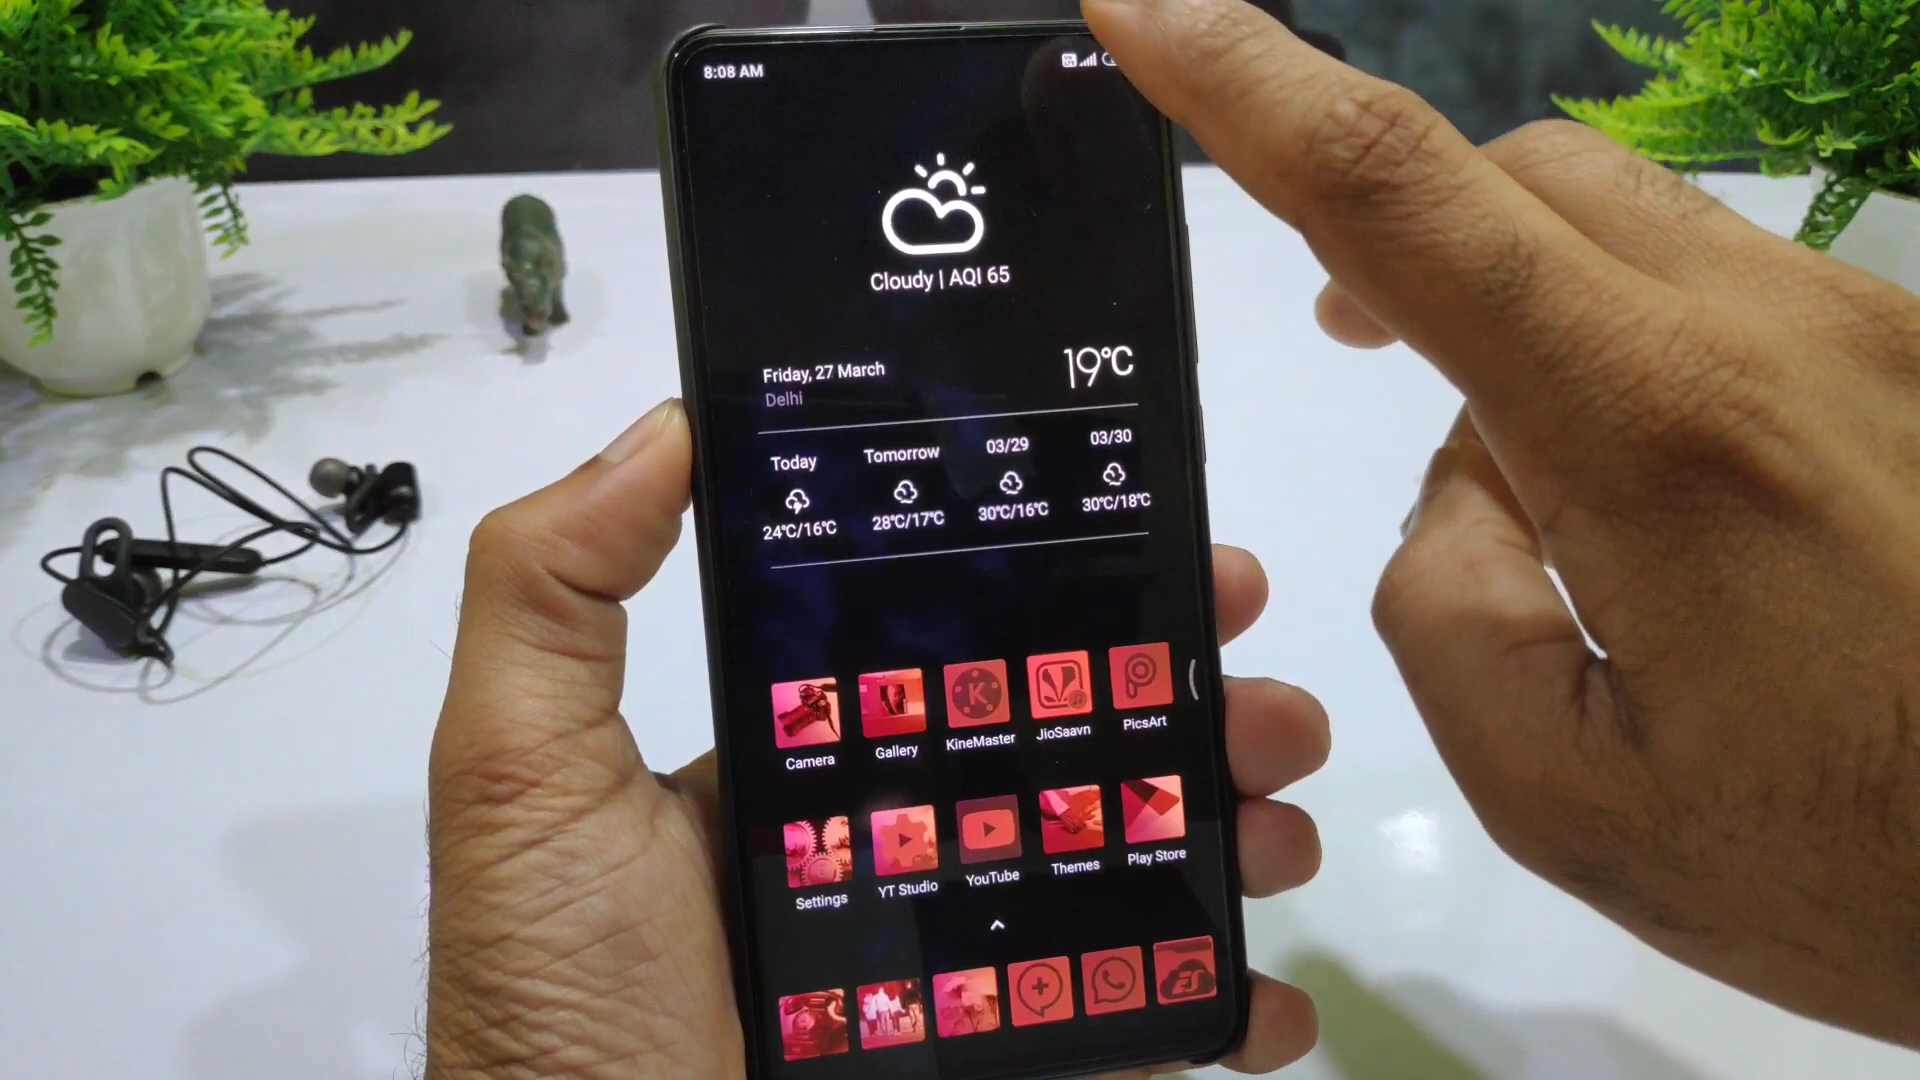 8:08 AM
Cloudy | AQI 65
Friday, 27 March
19℃
Delhi
Today Tomorrow 03/29 03/30
24℃/16℃ 28℃/17℃ 30℃/16℃ 30℃/18℃
Camera Gallery KineMaster JioSaavn PicsArt
Settings YT Studio YouTube Themes Play Store
ES